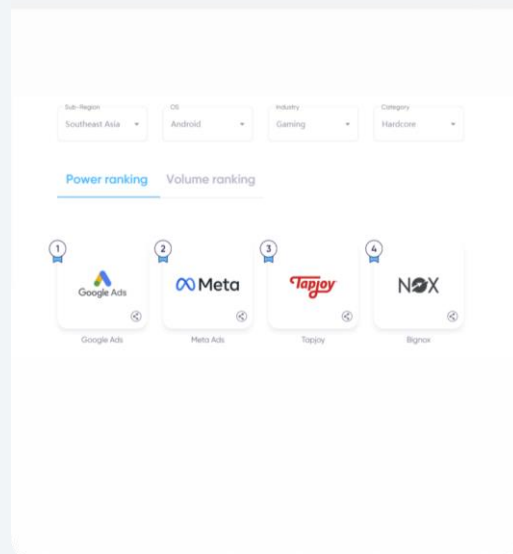 Sub-Region OS Industry Category
Southeast Asia Android Gaming Hardcore
Power ranking Volume ranking
1 2 3 4
Google Ads Meta Tapjoy NOX
Google Ads Meta Ads Tapjoy Bignox